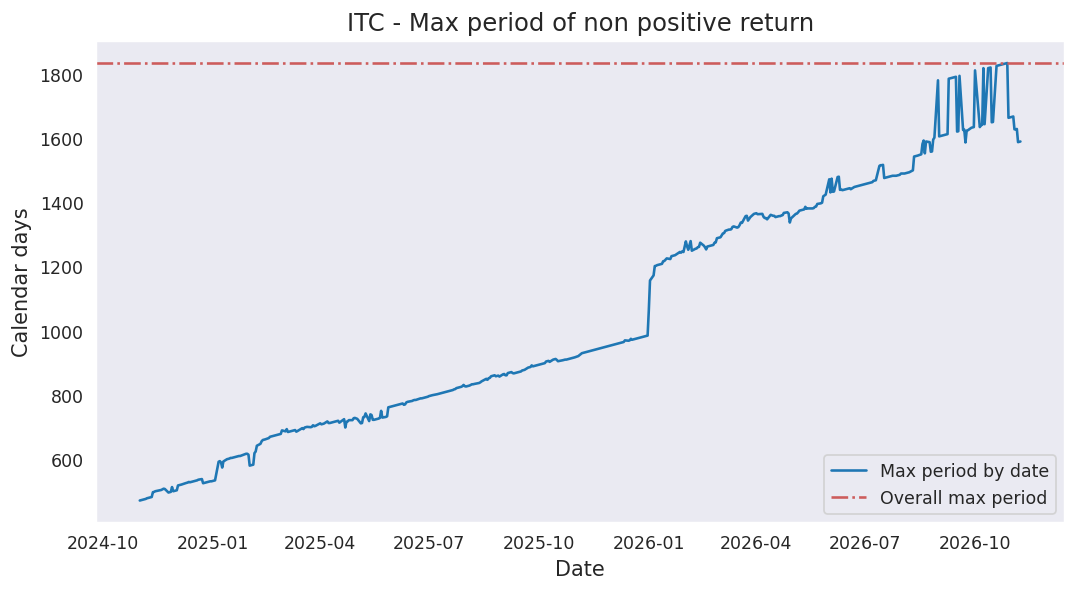 ITC - Max period of non positive return
Calendar days
1800
1600
1400
1200
1000
800
600
Max period by date
Overall max period
2024-10 2025-01 2025-04 2025-07 2025-10 2026-01 2026-04 2026-07 2026-10
Date